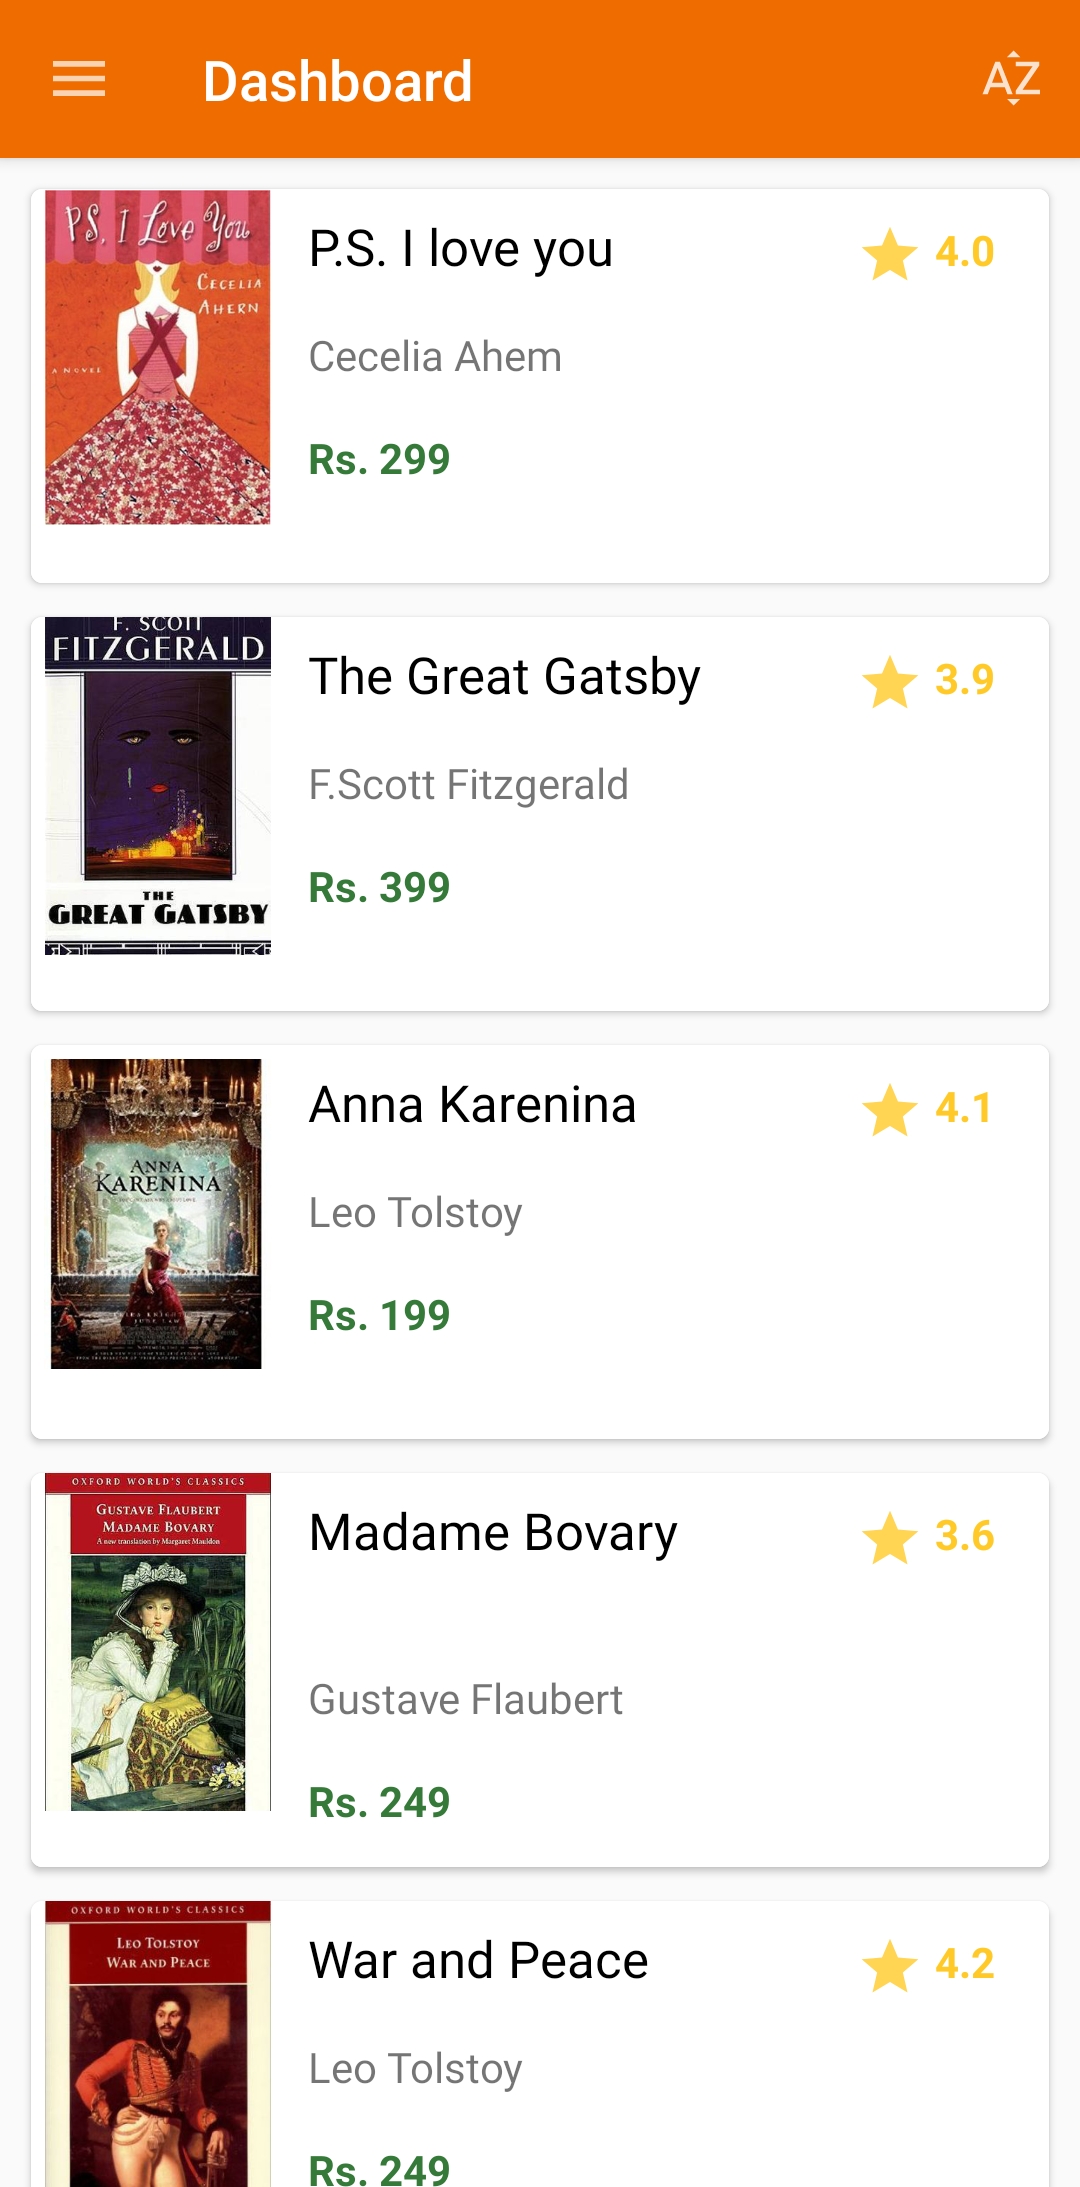 Dashboard
AZ
P.S. I Love You
CECELIA
AHERN
A NOVEL
P.S. I love you
4.0
Cecelia Ahem
Rs. 299
F. SCOTT
FITZGERALD
THE
GREAT GATSBY
The Great Gatsby
3.9
F.Scott Fitzgerald
Rs. 399
ANNA
KARENINA
Anna Karenina
4.1
Leo Tolstoy
Rs. 199
OXFORD WORLD'S CLASSICS
GUSTAVE FLAUBERT
MADAME BOVARY
A new translation by Margaret Mauldon
Madame Bovary
3.6
Gustave Flaubert
Rs. 249
OXFORD WORLD'S CLASSICS
LEO TOLSTOY
WAR AND PEACE
War and Peace
4.2
Leo Tolstoy
Rs. 249